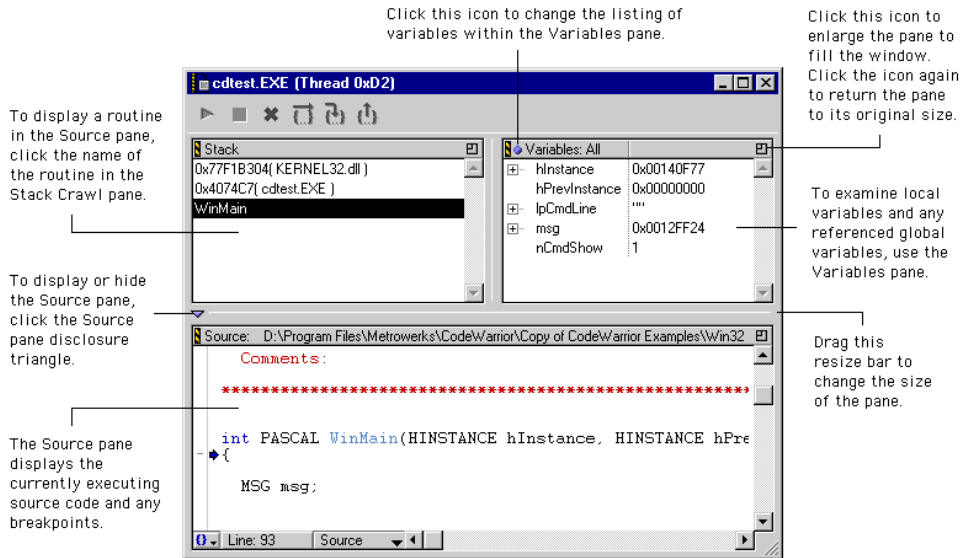 Click this icon to change the listing of
variables within the Variables pane.
Click this icon to
enlarge the pane to
fill the window.
Click the icon again
to return the pane
to its original size.
To display a routine
in the Source pane,
click the name of
the routine in the
Stack Crawl pane.
To display or hide
the Source pane,
click the Source
pane disclosure
triangle.
The Source pane
displays the
currently executing
source code and any
breakpoints.
cdtest.EXE (Thread 0xD2)
Stack
0x77F1B304( KERNEL32.dll )
0x4074C7( cdtest.EXE )
WinMain
Variables: All
hInstance 0x00140F77
hPrevInstance 0x00000000
lpCmdLine ""
msg 0x0012FF24
nCmdShow 1
Source: D:\Program Files\Metrowerks\CodeWarrior\Copy of CodeWarrior Examples\Win32
Comments:
******************************************************
int PASCAL WinMain(HINSTANCE hInstance, HINSTANCE hPre
{
MSG msg;
{} Line: 93 Source
To examine local
variables and any
referenced global
variables, use the
Variables pane.
Drag this
resize bar to
change the size
of the pane.